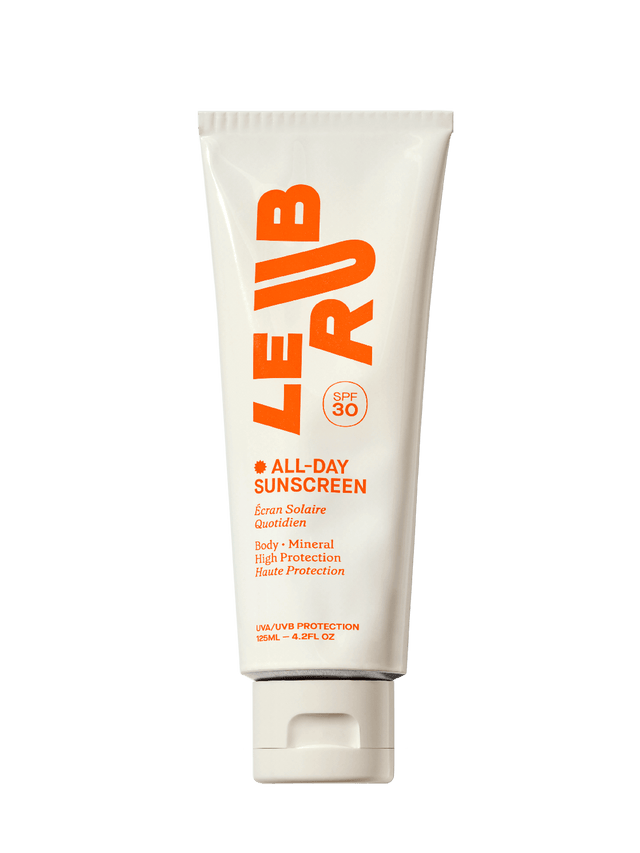 LE RUB
SPF
30
ALL-DAY
SUNSCREEN
Écran Solaire
Quotidien
Body • Mineral
High Protection
Haute Protection
UVA/UVB PROTECTION
125ML — 4.2FL OZ